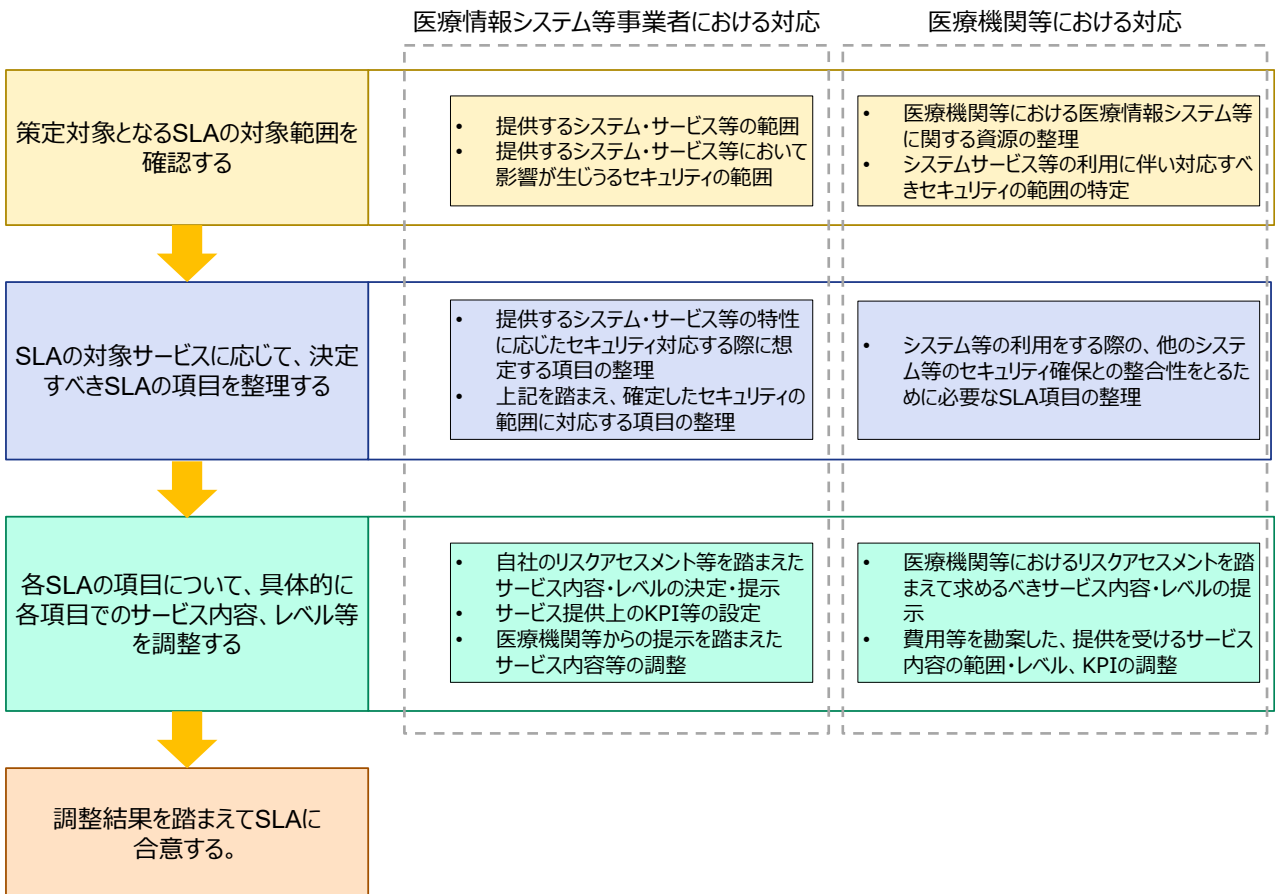 医療情報システム等事業者における対応
医療機関等における対応
策定対象となるSLAの対象範囲を
確認する
• 提供するシステム・サービス等の範囲
• 提供するシステム・サービス等において
影響が生じうるセキュリティの範囲
• 医療機関等における医療情報システム等
に関する資源の整理
• システムサービス等の利用に伴い対応すべ
きセキュリティの範囲の特定
SLAの対象サービスに応じて、決定
すべきSLAの項目を整理する
• 提供するシステム・サービス等の特性
に応じたセキュリティ対応する際に想
定する項目の整理
• 上記を踏まえ、確定したセキュリティの
範囲に対応する項目の整理
• システム等の利用をする際の、他のシステ
ム等のセキュリティ確保との整合性をとるた
めに必要なSLA項目の整理
各SLAの項目について、具体的に
各項目でのサービス内容、レベル等
を調整する
• 自社のリスクアセスメント等を踏まえた
サービス内容・レベルの決定・提示
• サービス提供上のKPI等の設定
• 医療機関等からの提示を踏まえた
サービス内容等の調整
• 医療機関等におけるリスクアセスメントを踏
まえて求めるべきサービス内容・レベルの提
示
• 費用等を勘案した、提供を受けるサービス
内容の範囲・レベル、KPIの調整
調整結果を踏まえてSLAに
合意する。